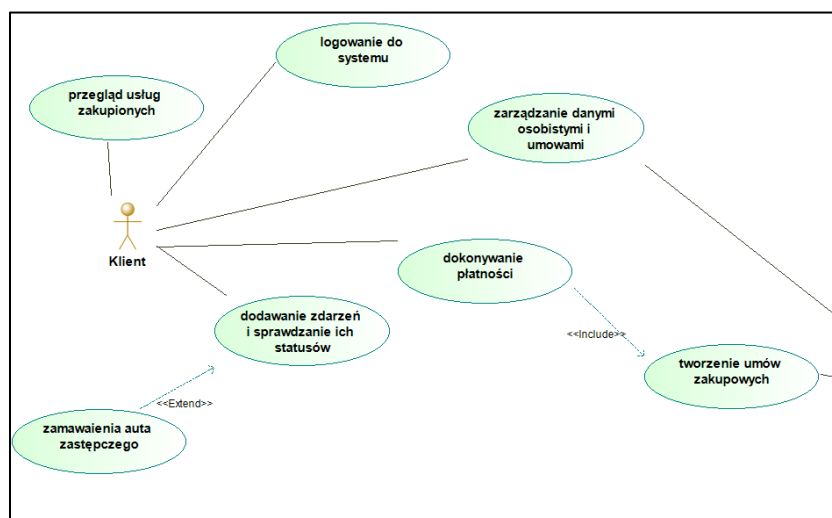 logowanie do
systemu
przegląd usług
zakupionych
zarządzanie danymi
osobistymi i
umowami
Klient
dokonywanie
płatności
dodawanie zdarzeń
i sprawdzanie ich
statusów
<<Include>>
tworzenie umów
zakupowych
<<Extend>>
zamawaienia auta
zastępczego